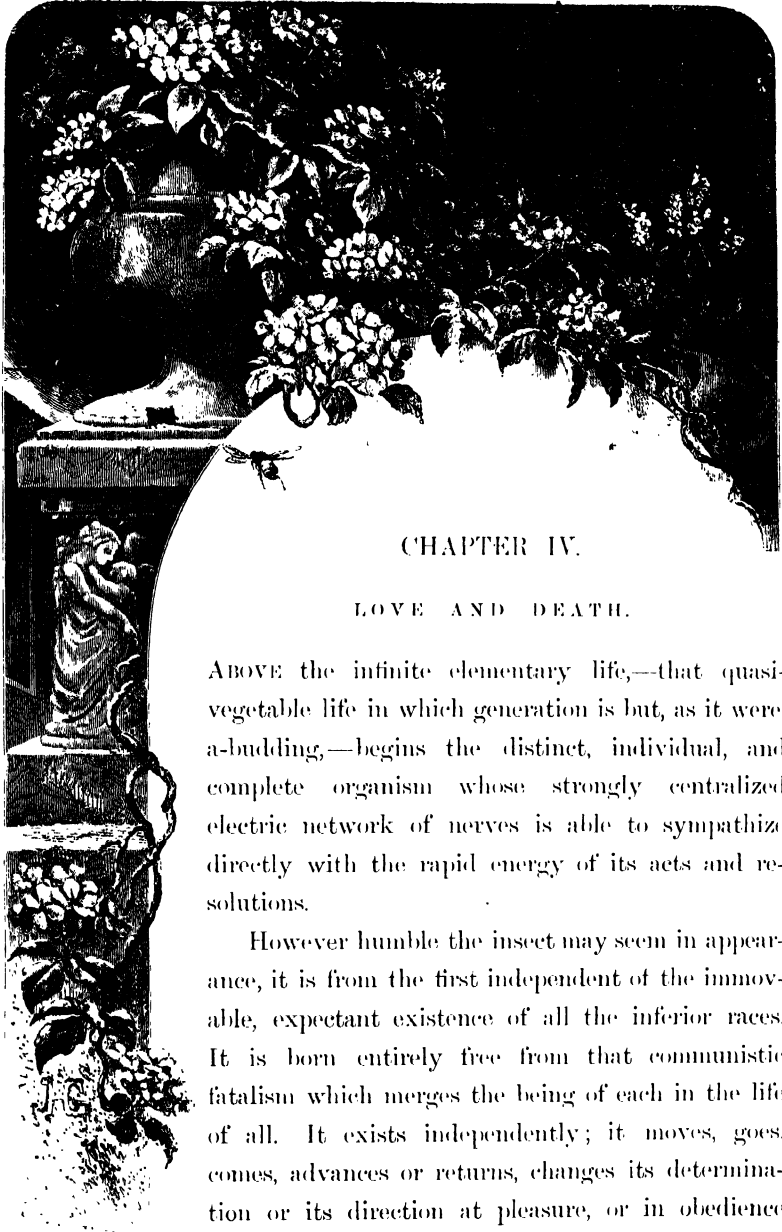 CHAPTER IV.
LOVE AND DEATH.
ABOVE the infinite elementary life,—that quasi-
vegetable life in which generation is but, as it were
a-budding,—begins the distinct, individual, and
complete organism whose strongly centralized
electric network of nerves is able to sympathize
directly with the rapid energy of its acts and re-
solutions.
However humble the insect may seem in appear-
ance, it is from the first independent of the immov-
able, expectant existence of all the inferior races.
It is born entirely free from that communistic
fatalism which merges the being of each in the life
of all. It exists independently; it moves, goes,
comes, advances or returns, changes its determina-
tion or its direction at pleasure, or in obedience